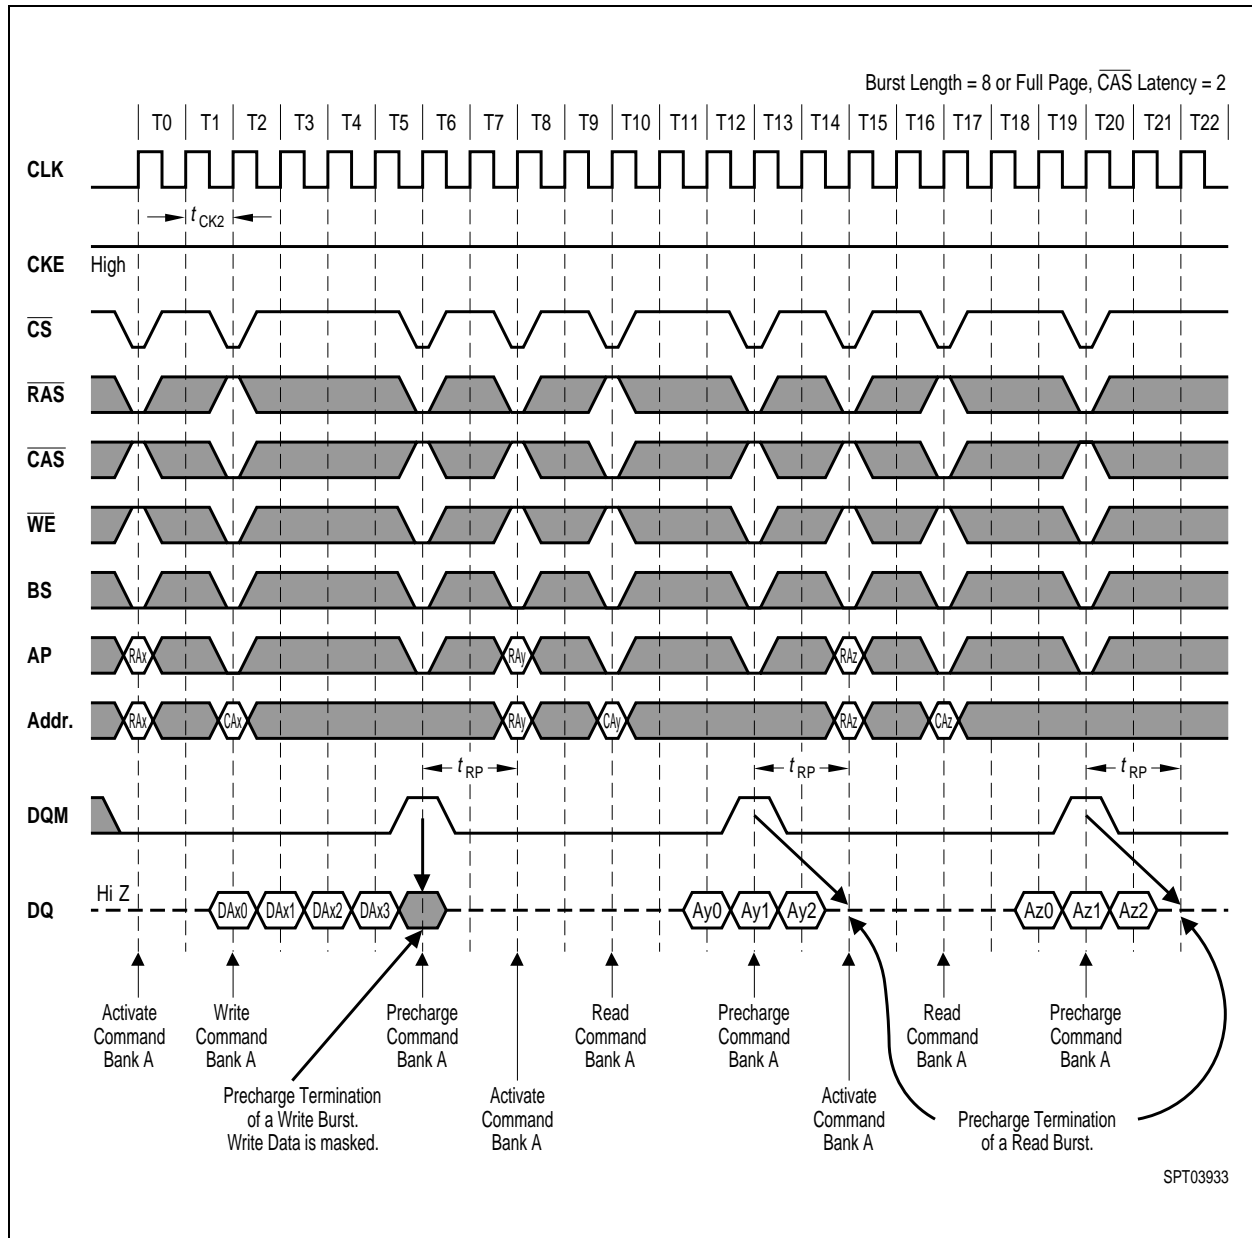 Burst Length = 8 or Full Page, CAS Latency = 2
T0 T1 T2 T3 T4 T5 T6 T7 T8 T9 T10 T11 T12 T13 T14 T15 T16 T17 T18 T19 T20 T21 T22
CLK
t CK2
CKE High
CS
RAS
CAS
WE
BS
AP RAx RAy RAz
Addr. RAx CAx RAy CAy RAz CAz
t RP t RP t RP
DQM
Hi Z
DQ DAx0 DAx1 DAx2 DAx3 Ay0 Ay1 Ay2 Az0 Az1 Az2
Activate
Command
Bank A
Write
Command
Bank A
Precharge
Command
Bank A
Read
Command
Bank A
Precharge
Command
Bank A
Read
Command
Bank A
Precharge
Command
Bank A
Precharge Termination
of a Write Burst.
Write Data is masked.
Activate
Command
Bank A
Activate
Command
Bank A
Precharge Termination
of a Read Burst.
SPT03933